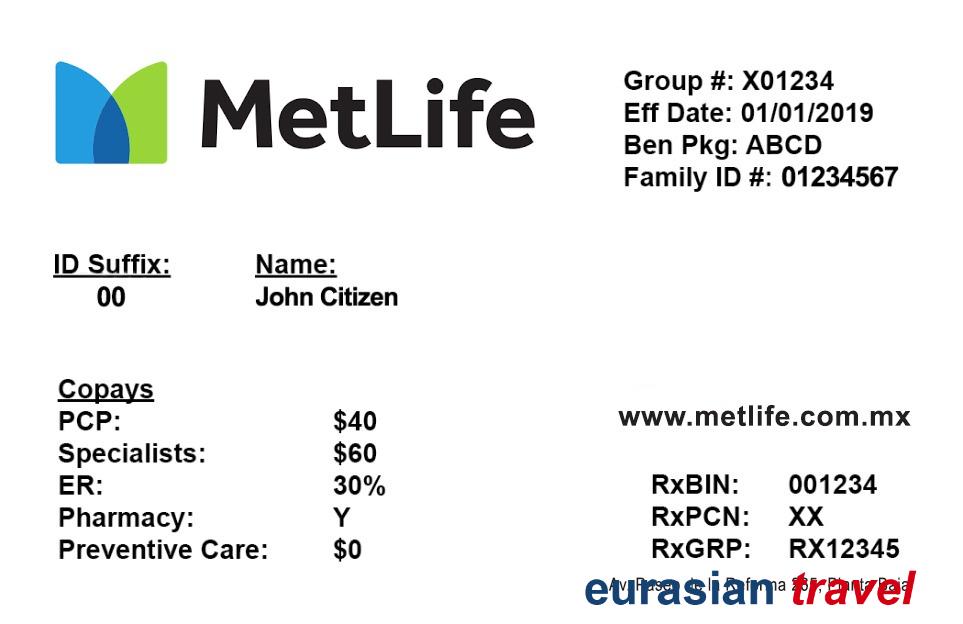 MetLife
Group #: X01234
Eff Date: 01/01/2019
Ben Pkg: ABCD
Family ID #: 01234567
ID Suffix: Name:
00 John Citizen
Copays
PCP: $40
Specialists: $60
ER: 30%
Pharmacy: Y
Preventive Care: $0
www.metlife.com.mx
RxBIN: 001234
RxPCN: XX
RxGRP: RX12345
eurasian travel